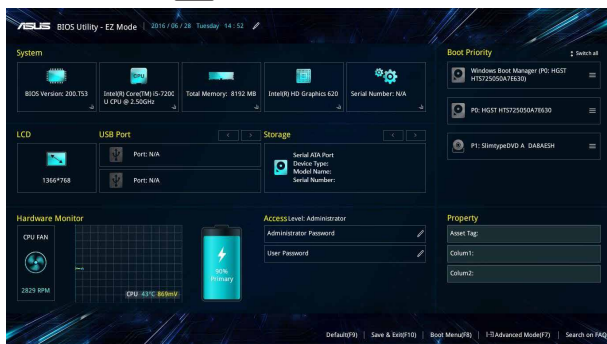 ASUS BIOS Utility - EZ Mode | 2016/06/28 Tuesday 14:52
System
BIOS Version: 200.T53
Intel(R) Core(TM) i5-7200
U CPU @ 2.50GHz
Total Memory: 8192 MB
Intel(R) HD Graphics 620
Serial Number: N/A
Boot Priority
Switch all
Windows Boot Manager (P0: HGST
HTS725050A7E630)
P0: HGST HTS725050A7E630
P1: SlimtypeDVD A DA8AESH
LCD
1366*768
USB Port
Port: N/A
Port: N/A
Storage
Serial ATA Port
Device Type:
Model Name:
Serial Number:
Hardware Monitor
CPU FAN
2829 RPM
CPU 43°C 869mV
90%
Primary
Access Level: Administrator
Administrator Password
User Password
Property
Asset Tag:
Colum1:
Colum2:
Default(F9) | Save & Exit(F10) | Boot Menu(F8) | Advanced Mode(F7) | Search on FAQ